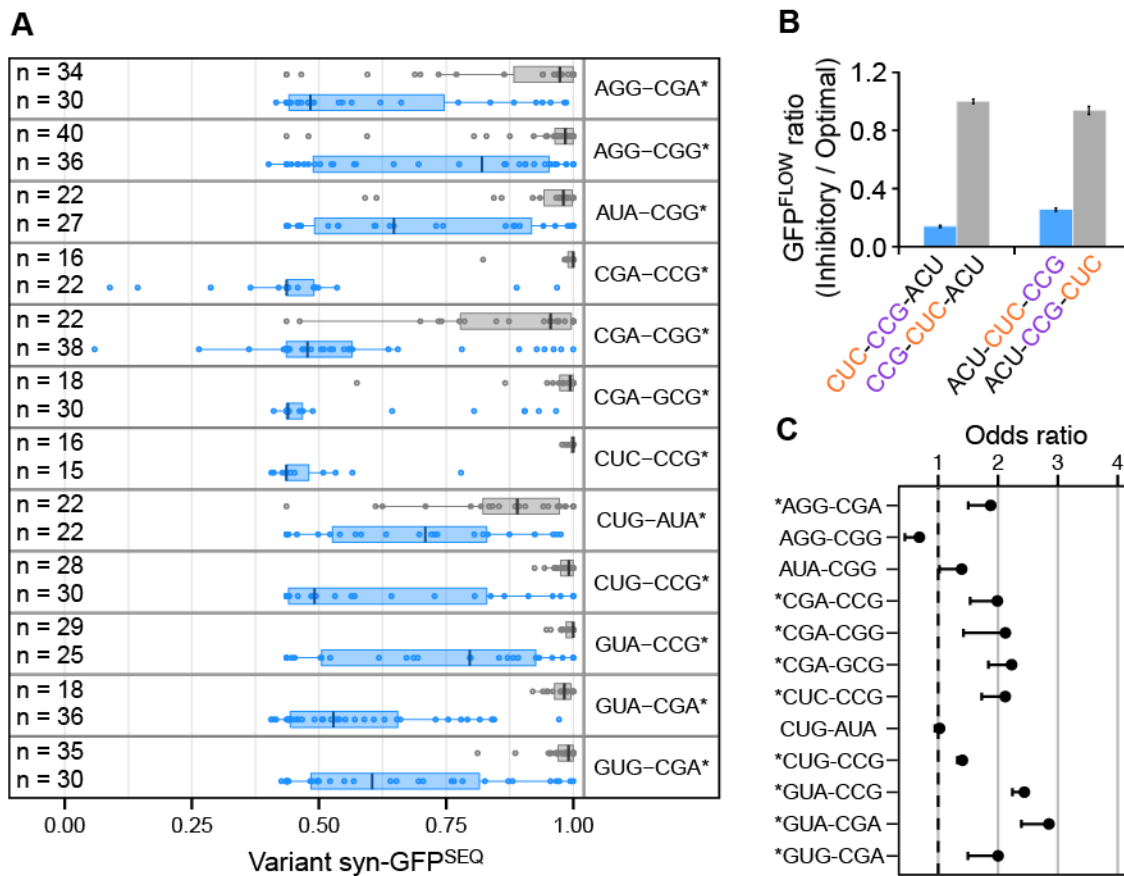 A
n = 34
n = 30
AGG–CGA*
n = 40
n = 36
AGG–CGG*
n = 22
n = 27
AUA–CGG*
n = 16
n = 22
CGA–CCG*
n = 22
n = 38
CGA–CGG*
n = 18
n = 30
CGA–GCG*
n = 16
n = 15
CUC–CCG*
n = 22
n = 22
CUG–AUA*
n = 28
n = 30
CUG–CCG*
n = 29
n = 25
GUA–CCG*
n = 18
n = 36
GUA–CGA*
n = 35
n = 30
GUG–CGA*
0.00 0.25 0.50 0.75 1.00
Variant syn-GFPSEQ
B
GFPFLOW ratio
(Inhibitory / Optimal)
1.2
0.8
0.4
0.0
CUC-CCG-ACU
CCG-CUC-ACU
ACU-CUC-CCG
ACU-CCG-CUC
C
Odds ratio
1 2 3 4
*AGG-CGA
AGG-CGG
AUA-CGG
*CGA-CCG
*CGA-CGG
*CGA-GCG
*CUC-CCG
CUG-AUA
*CUG-CCG
*GUA-CCG
*GUA-CGA
*GUG-CGA